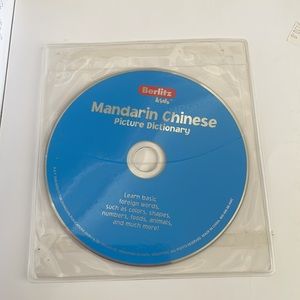 Berlitz
kids™
Mandarin Chinese
Picture Dictionary
Learn basic
foreign words,
such as colors, shapes,
numbers, foods, animals,
and much more!